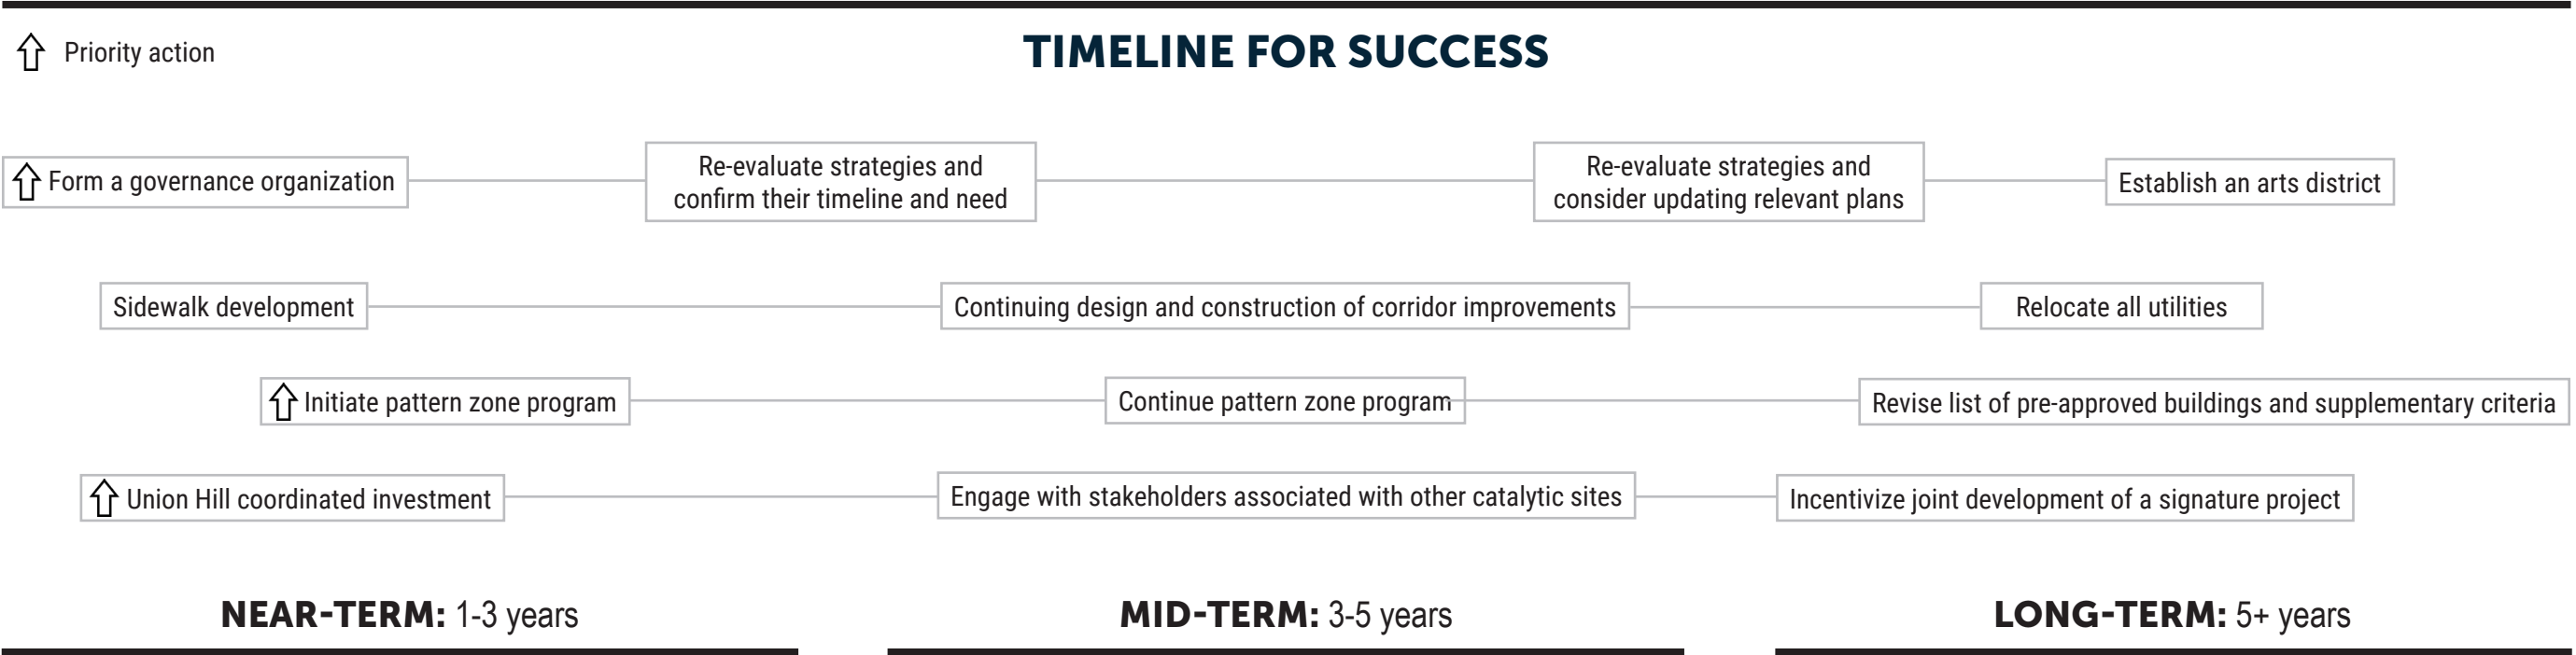 Priority action
TIMELINE FOR SUCCESS
Form a governance organization
Re-evaluate strategies and
confirm their timeline and need
Re-evaluate strategies and
consider updating relevant plans
Establish an arts district
Sidewalk development
Continuing design and construction of corridor improvements
Relocate all utilities
Initiate pattern zone program
Continue pattern zone program
Revise list of pre-approved buildings and supplementary criteria
Union Hill coordinated investment
Engage with stakeholders associated with other catalytic sites
Incentivize joint development of a signature project
NEAR-TERM: 1-3 years
MID-TERM: 3-5 years
LONG-TERM: 5+ years